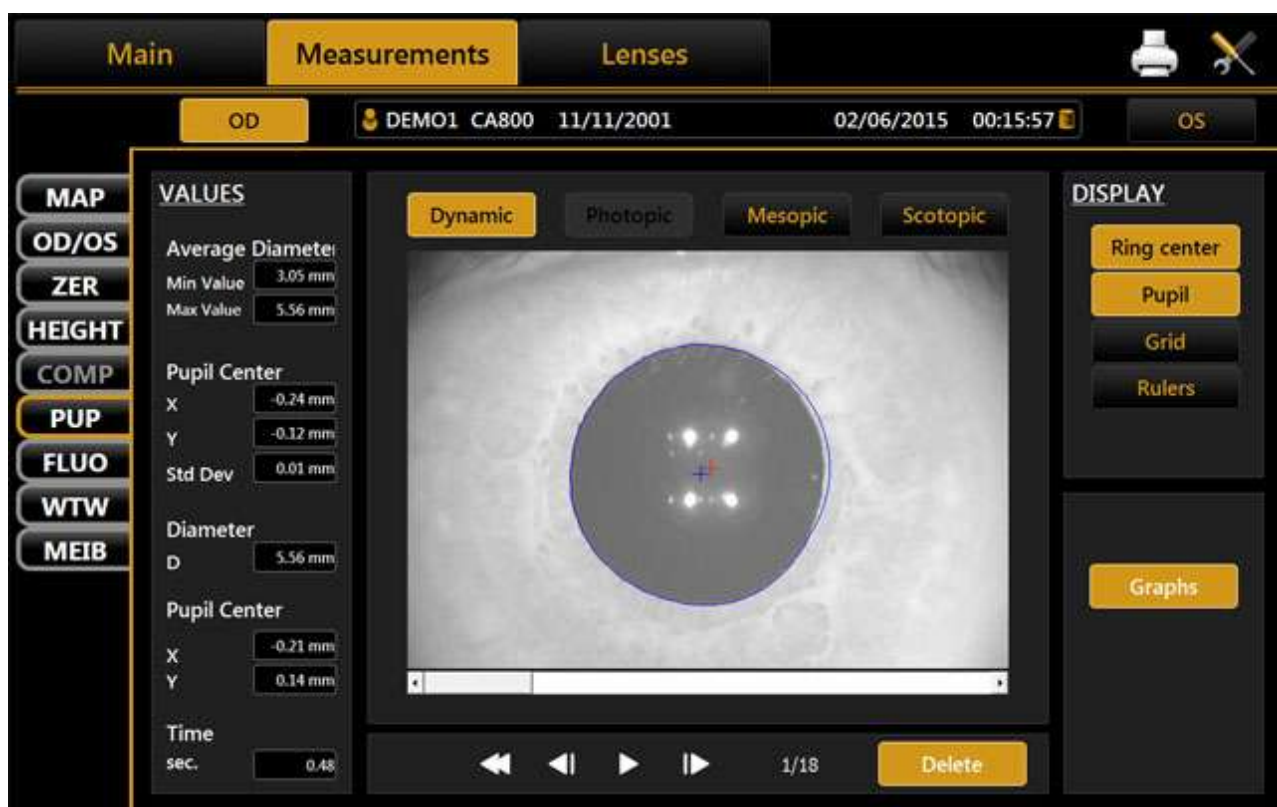 Main Measurements Lenses
OD DEMO1 CA800 11/11/2001 02/06/2015 00:15:57 OS
MAP
OD/OS
ZER
HEIGHT
COMP
PUP
FLUO
WTW
MEIB
VALUES
Average Diameter
Min Value 3.05 mm
Max Value 5.56 mm
Pupil Center
X -0.24 mm
Y -0.12 mm
Std Dev 0.01 mm
Diameter
D 5.56 mm
Pupil Center
X -0.21 mm
Y 0.14 mm
Time
sec. 0.48
Dynamic Photopic Mesopic Scotopic
1/18 Delete
DISPLAY
Ring center
Pupil
Grid
Rulers
Graphs